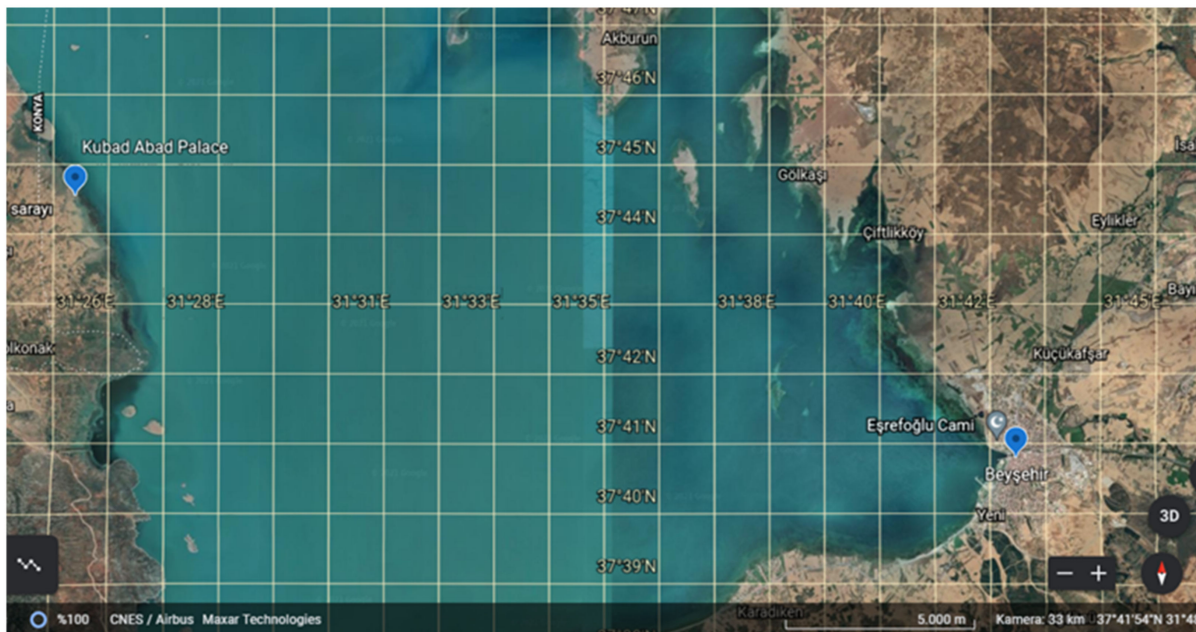 Akburun
37°46'N
KONYA
Kubad Abad Palace
37°45'N
Gölkaşı
sarayı
37°44'N
Eylikler
Çiftlikköy
31°26'E 31°28'E 31°31'E 31°33'E 31°35'E 31°38'E 31°40'E 31°42'E 31°45'E
37°42'N
Küçükafşar
37°41'N
Eşrefoğlu Cami
Beyşehir
37°40'N
Yeni
3D
37°39'N
Karadiken
%100 CNES / Airbus Maxar Technologies 5.000 m Kamera: 33 km 37°41'54"N